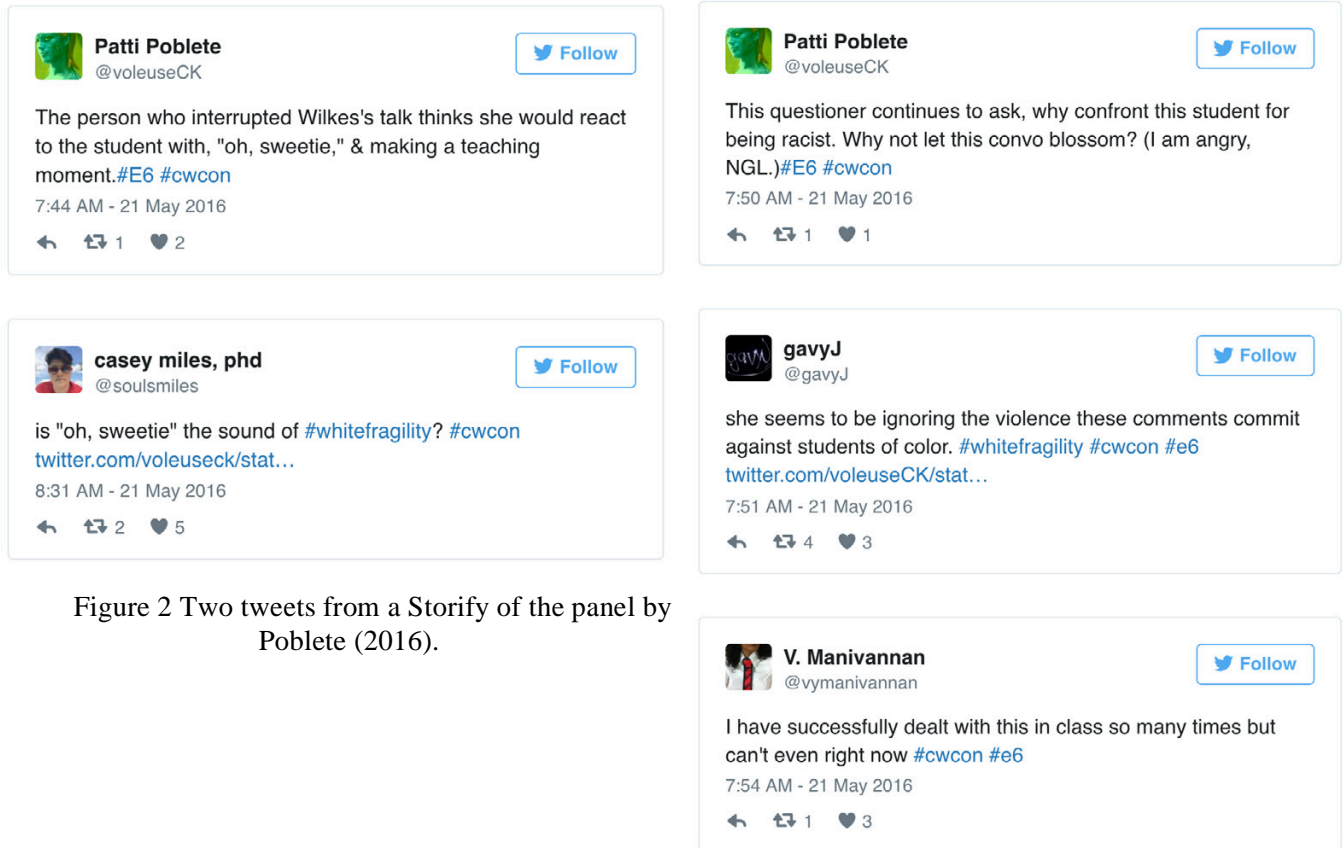 Patti Poblete
@voleuseCK
Follow
The person who interrupted Wilkes's talk thinks she would react
to the student with, "oh, sweetie," & making a teaching
moment.#E6 #cwcon
7:44 AM - 21 May 2016
1 2
casey miles, phd
@soulsmiles
Follow
is "oh, sweetie" the sound of #whitefragility? #cwcon
twitter.com/voleuseck/stat…
8:31 AM - 21 May 2016
2 5
Figure 2 Two tweets from a Storify of the panel by
Poblete (2016).
Patti Poblete
@voleuseCK
Follow
This questioner continues to ask, why confront this student for
being racist. Why not let this convo blossom? (I am angry,
NGL.)#E6 #cwcon
7:50 AM - 21 May 2016
1 1
gavyJ
gavyJ
@gavyJ
Follow
she seems to be ignoring the violence these comments commit
against students of color. #whitefragility #cwcon #e6
twitter.com/voleuseCK/stat…
7:51 AM - 21 May 2016
4 3
V. Manivannan
@vymanivannan
Follow
I have successfully dealt with this in class so many times but
can't even right now #cwcon #e6
7:54 AM - 21 May 2016
1 3